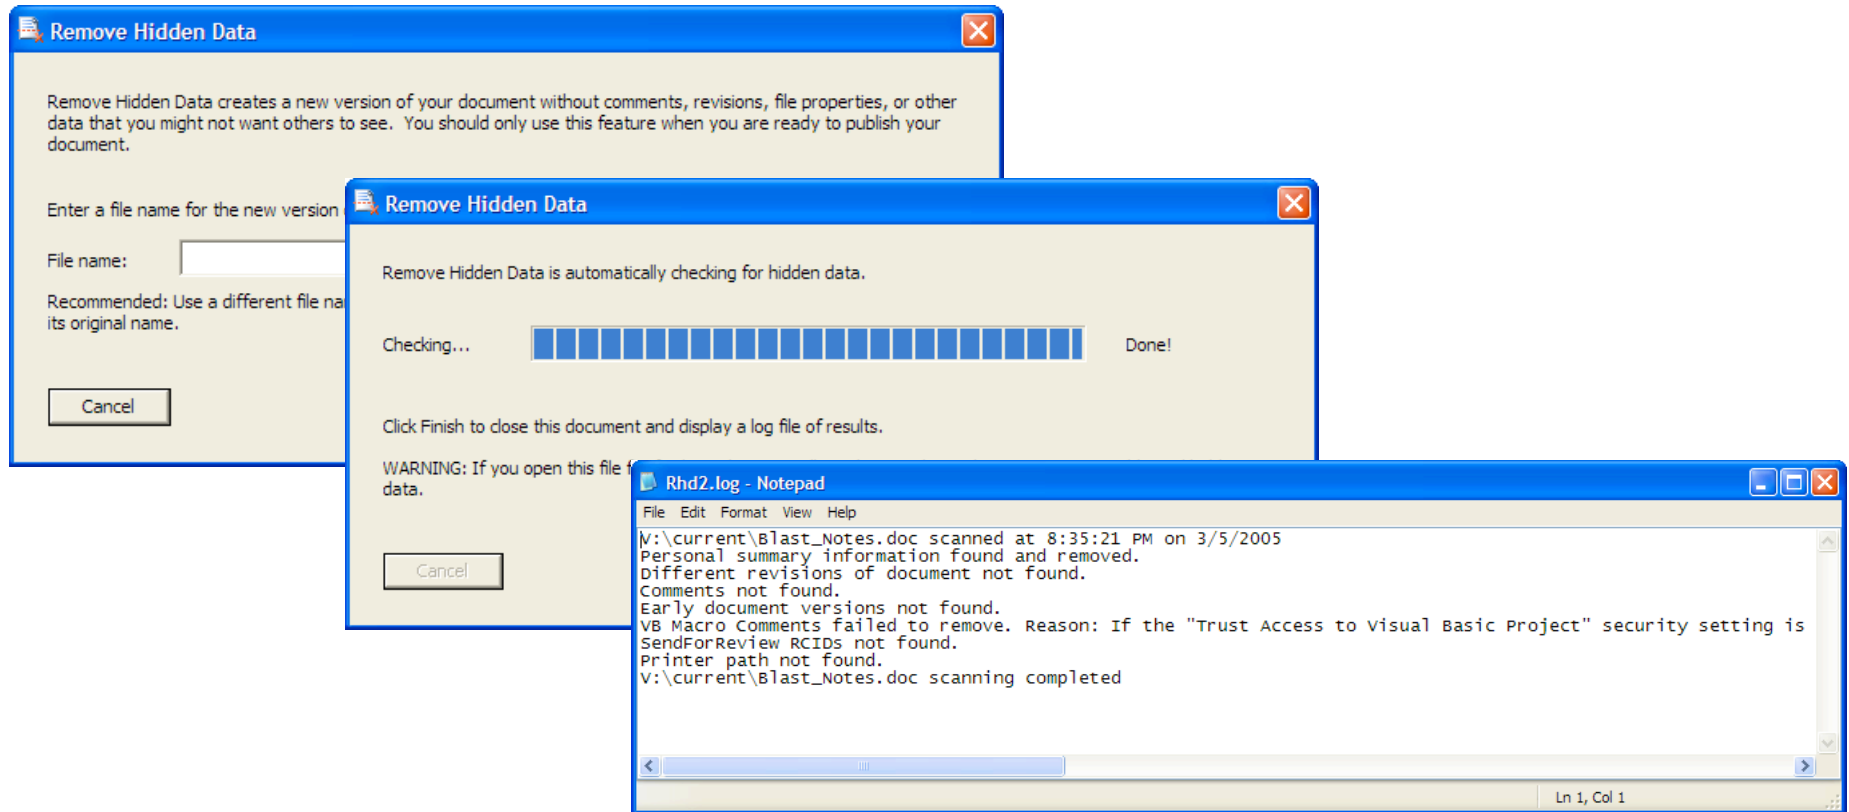 Remove Hidden Data
Remove Hidden Data creates a new version of your document without comments, revisions, file properties, or other
data that you might not want others to see. You should only use this feature when you are ready to publish your
document.
Enter a file name for the new version
File name:
Recommended: Use a different file
its original name.
Cancel
Remove Hidden Data
Remove Hidden Data is automatically checking for hidden data.
Checking...
Done!
Click Finish to close this document and display a log file of results.
WARNING: If you open this file
data.
Cancel
Rhd2.log - Notepad
File Edit Format View Help
V:\current\Blast_Notes.doc scanned at 8:35:21 PM on 3/5/2005
Personal summary information found and removed.
Different revisions of document not found.
Comments not found.
Early document versions not found.
VB Macro Comments failed to remove. Reason: If the "Trust Access to Visual Basic Project" security setting is
SendForReview RCIDs not found.
Printer path not found.
V:\current\Blast_Notes.doc scanning completed
Ln 1, Col 1